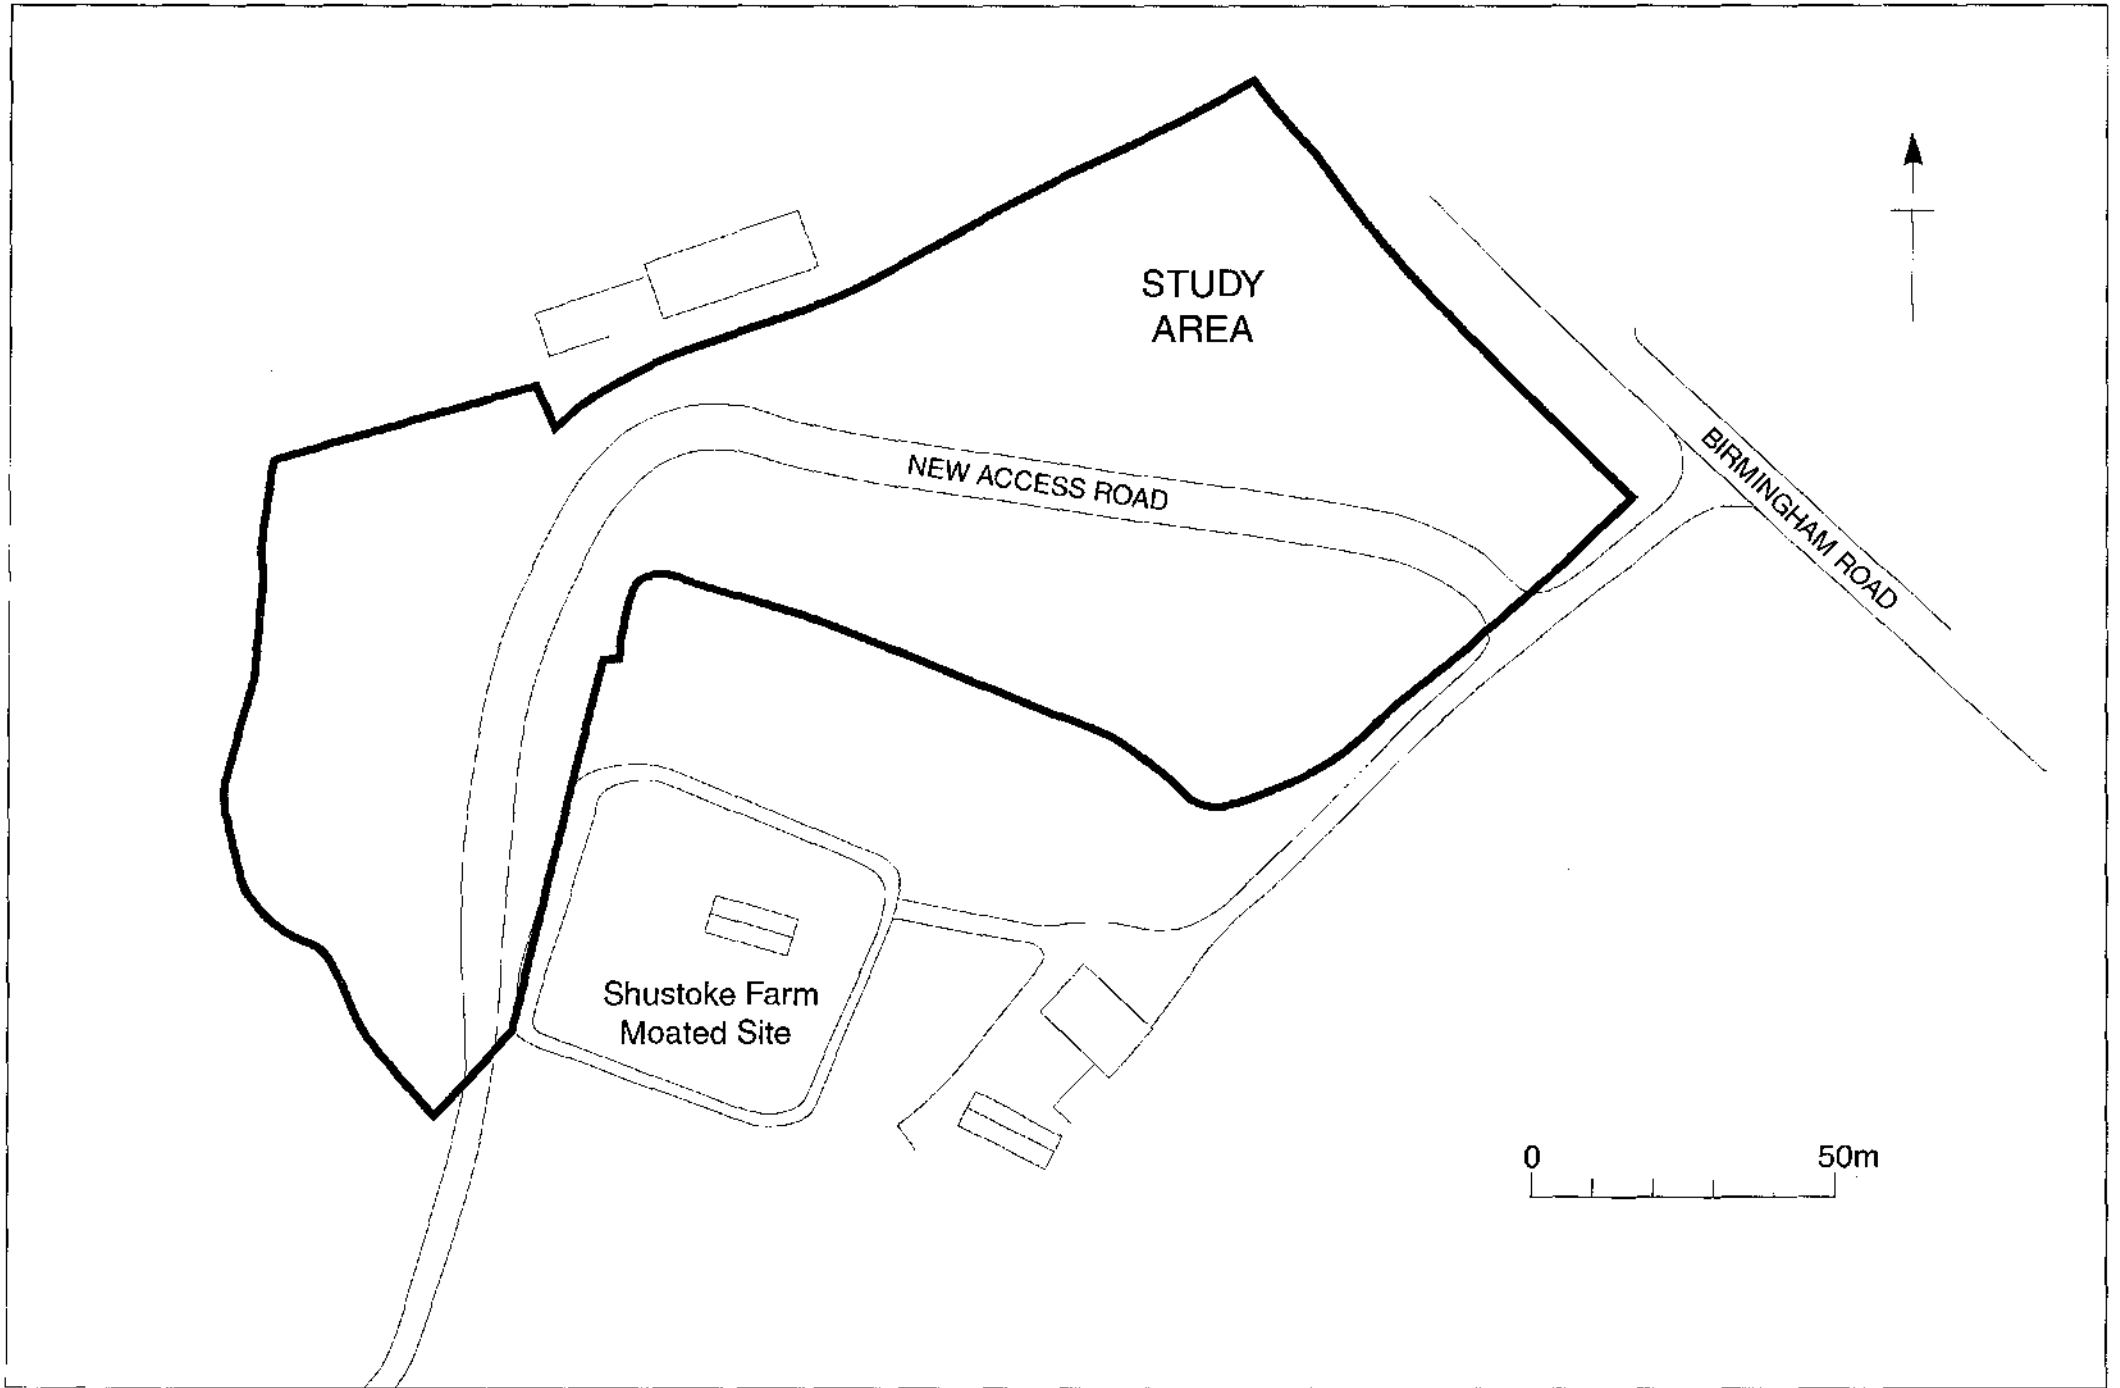 STUDY
AREA
NEW ACCESS ROAD
BIRMINGHAM ROAD
Shustoke Farm
Moated Site
0 50m